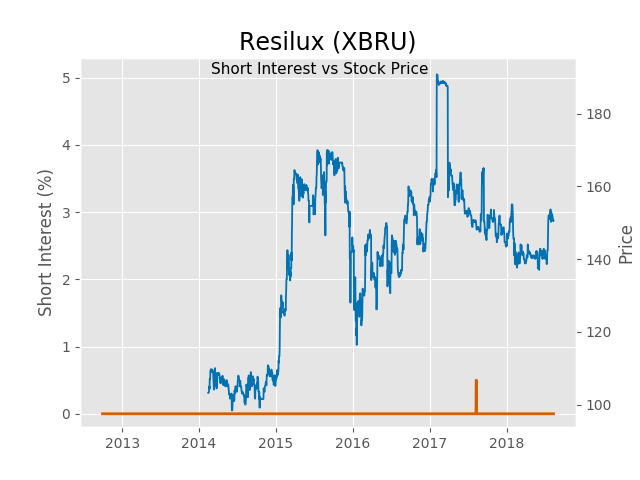 Resilux (XBRU)
Short Interest vs Stock Price
5
4
3
2
1
0
Short Interest (%)
180
160
140
120
100
Price
2013 2014 2015 2016 2017 2018